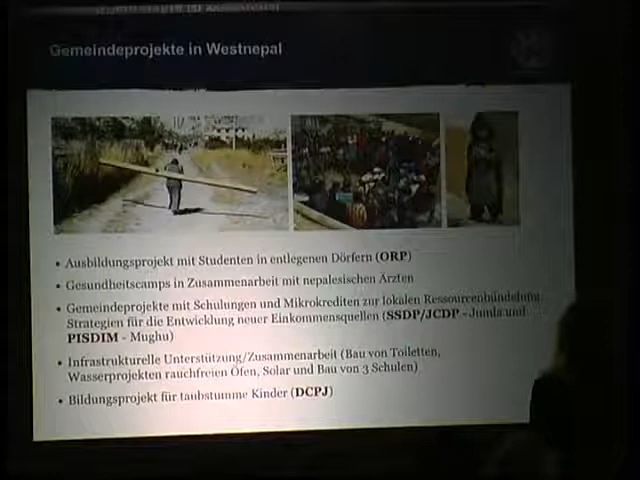 Gemeindeprojekte in Westnepal
• Ausbildungsprojekt mit Studenten in entlegenen Dörfern (ORP)
• Gesundheitscamps in Zusammenarbeit mit nepalesischen Ärzten
• Gemeindeprojekte mit Schulungen und Mikrokrediten zur lokalen Ressourcenbündelung
Strategien für die Entwicklung neuer Einkommensquellen (SSDP/JCDP - Jumla und
PISDIM - Mughu)
• Infrastrukturelle Unterstützung/Zusammenarbeit (Bau von Toiletten,
Wasserprojekten rauchfreien Öfen, Solar und Bau von 3 Schulen)
• Bildungsprojekt für taubstumme Kinder (DCPJ)